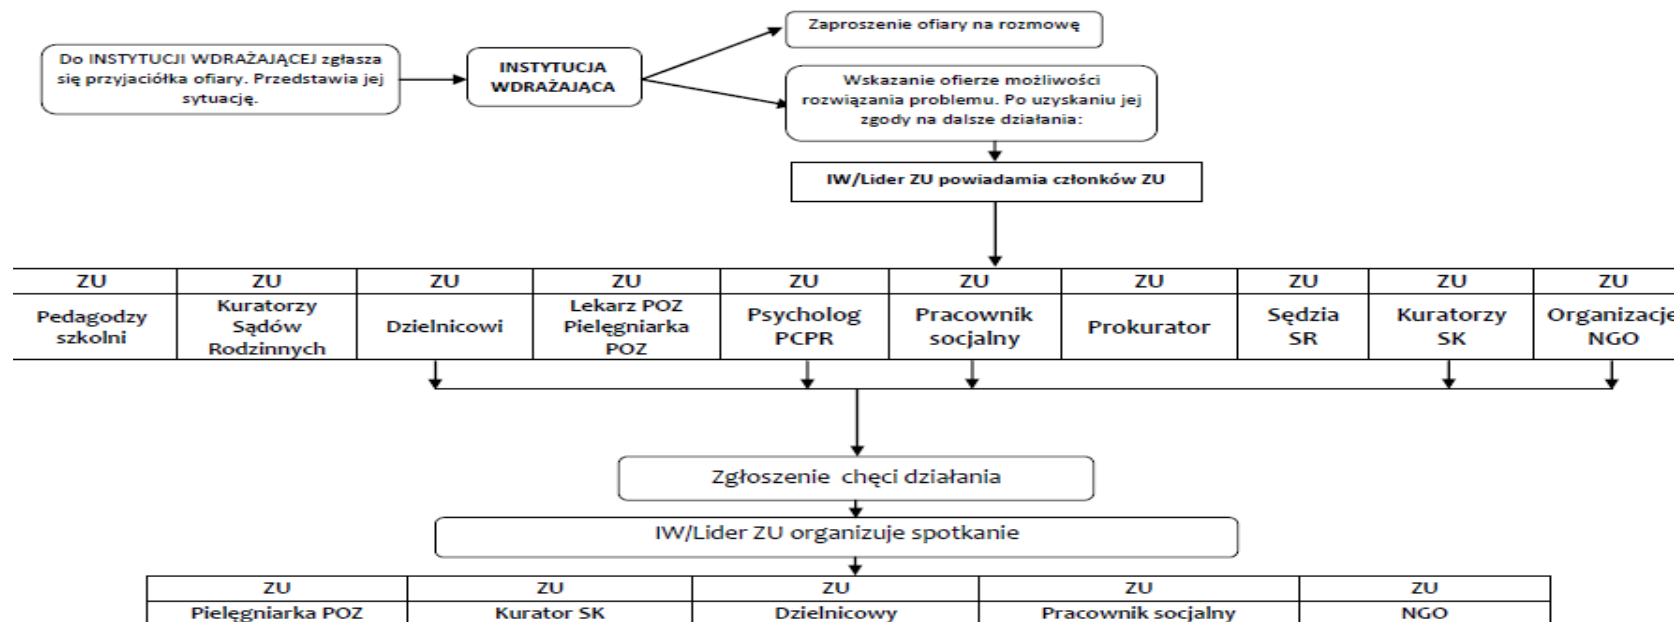 Zaproszenie ofiary na rozmowę
Do INSTYTUCJI WDRAŻAJĄCEJ zgłasza
się przyjaciółka ofiary. Przedstawia jej
sytuację.
INSTYTUCJA
WDRAŻAJĄCA
Wskazanie ofierze możliwości
rozwiązania problemu. Po uzyskaniu jej
zgody na dalsze działania:
IW/Lider ZU powiadamia członków ZU
ZU ZU ZU ZU ZU ZU ZU ZU ZU ZU
Pedagodzy
szkolni
Kuratorzy
Sądów
Rodzinnych
Dzielnicowi
Lekarz POZ
Pielęgniarka
POZ
Psycholog
PCPR
Pracownik
socjalny
Prokurator
Sędzia
SR
Kuratorzy
SK
Organizacje
NGO
Zgłoszenie chęci działania
IW/Lider ZU organizuje spotkanie
ZU ZU ZU ZU ZU
Pielęgniarka POZ Kurator SK Dzielnicowy Pracownik socjalny NGO